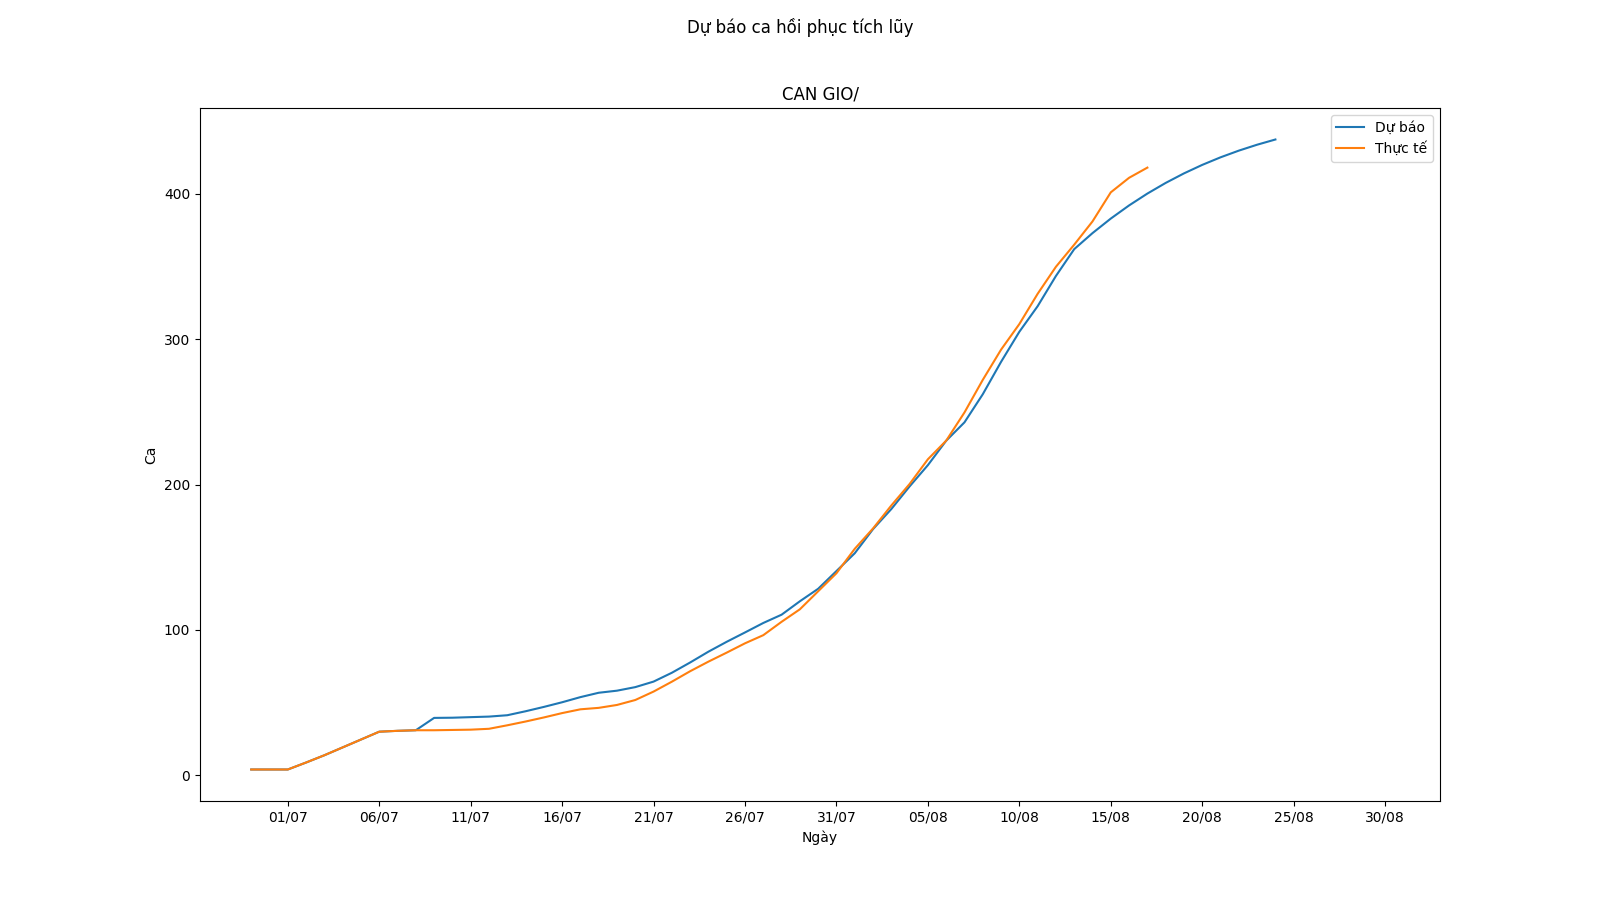 Dự báo ca hồi phục tích lũy
CAN GIO/
Dự báo
Thực tế
400
300
200
100
0
Ca
01/07 06/07 11/07 16/07 21/07 26/07 31/07 05/08 10/08 15/08 20/08 25/08 30/08
Ngày